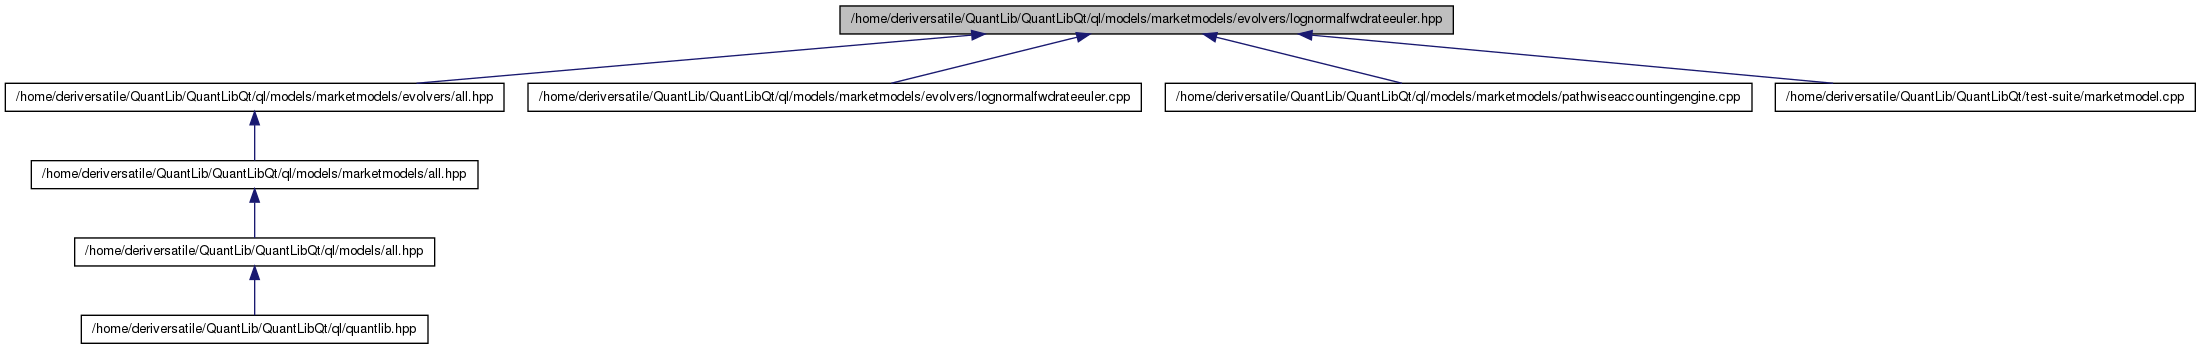 /home/deriversatile/QuantLib/QuantLibQt/ql/models/marketmodels/evolvers/lognormalfwdrateeuler.hpp
/home/deriversatile/QuantLib/QuantLibQt/ql/models/marketmodels/evolvers/all.hpp
/home/deriversatile/QuantLib/QuantLibQt/ql/models/marketmodels/evolvers/lognormalfwdrateeuler.cpp
/home/deriversatile/QuantLib/QuantLibQt/ql/models/marketmodels/pathwiseaccountingengine.cpp
/home/deriversatile/QuantLib/QuantLibQt/test-suite/marketmodel.cpp
/home/deriversatile/QuantLib/QuantLibQt/ql/models/marketmodels/all.hpp
/home/deriversatile/QuantLib/QuantLibQt/ql/models/all.hpp
/home/deriversatile/QuantLib/QuantLibQt/ql/quantlib.hpp